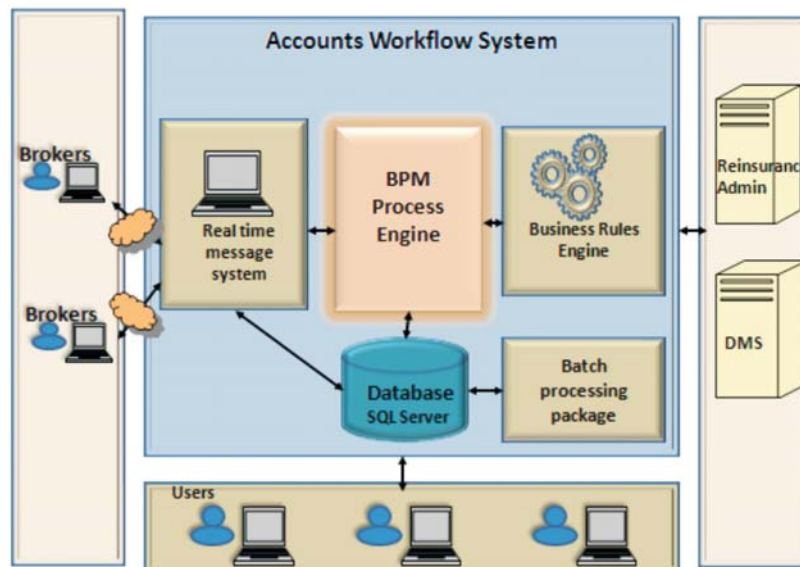 Accounts Workflow System
Brokers
Brokers
Real time
message
system
BPM
Process
Engine
Business Rules
Engine
Database
SQL Server
Batch
processing
package
Reinsuranc
Admin
DMS
Users